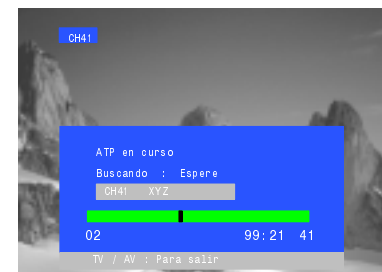 CH41
ATP en curso
Buscando : Espere
CH41 XYZ
02 99:21 41
TV / AV : Para salir